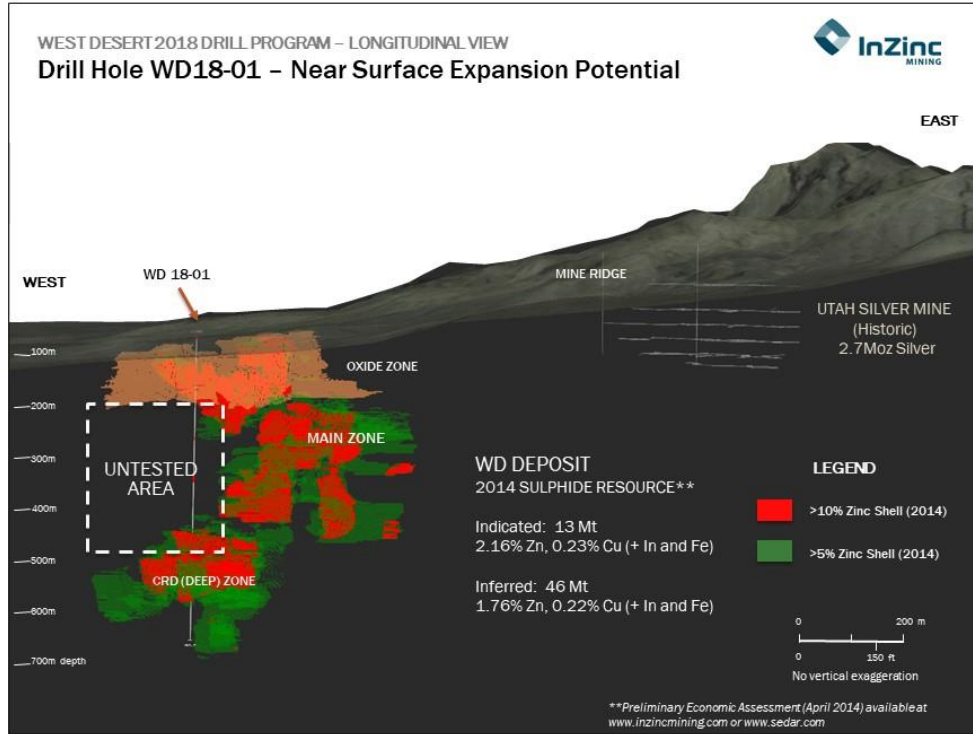 WEST DESERT 2018 DRILL PROGRAM – LONGITUDINAL VIEW
Drill Hole WD18-01 – Near Surface Expansion Potential
InZinc
MINING
EAST
WEST
WD 18-01
MINE RIDGE
UTAH SILVER MINE
(Historic)
2.7Moz Silver
100m
OXIDE ZONE
200m
MAIN ZONE
300m
UNTESTED
AREA
400m
500m
CRD (DEEP) ZONE
600m
700m depth
WD DEPOSIT
2014 SULPHIDE RESOURCE**
Indicated: 13 Mt
2.16% Zn, 0.23% Cu (+ In and Fe)
Inferred: 46 Mt
1.76% Zn, 0.22% Cu (+ In and Fe)
LEGEND
>10% Zinc Shell (2014)
>5% Zinc Shell (2014)
0 200 m
0 150 ft
No vertical exaggeration
**Preliminary Economic Assessment (April 2014) available at
www.inzincmining.com or www.sedar.com